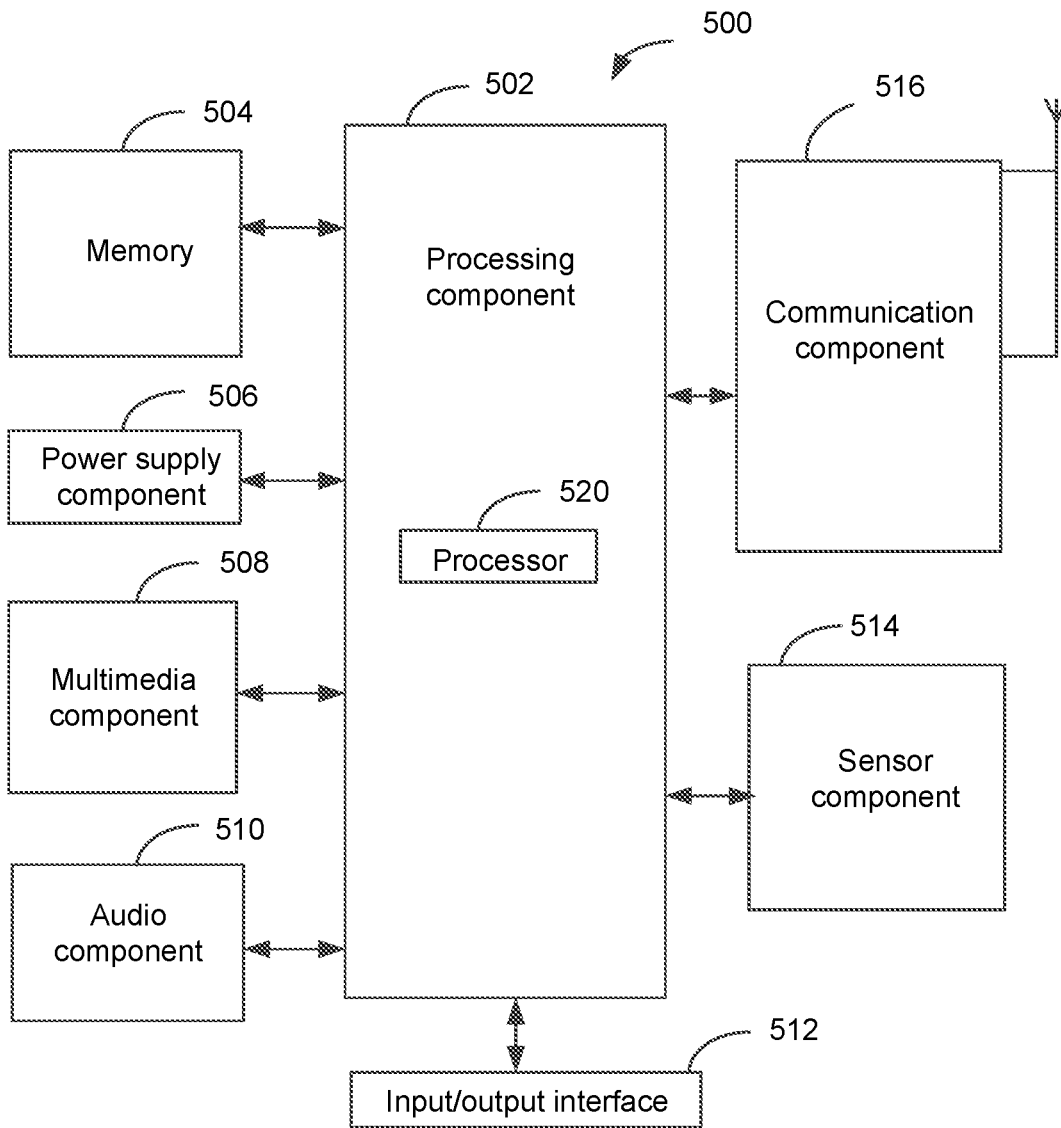 500
502
516
504
Memory
Processing
component
Communication
component
506
Power supply
component
520
Processor
508
Multimedia
component
514
Sensor
component
510
Audio
component
512
Input/output interface